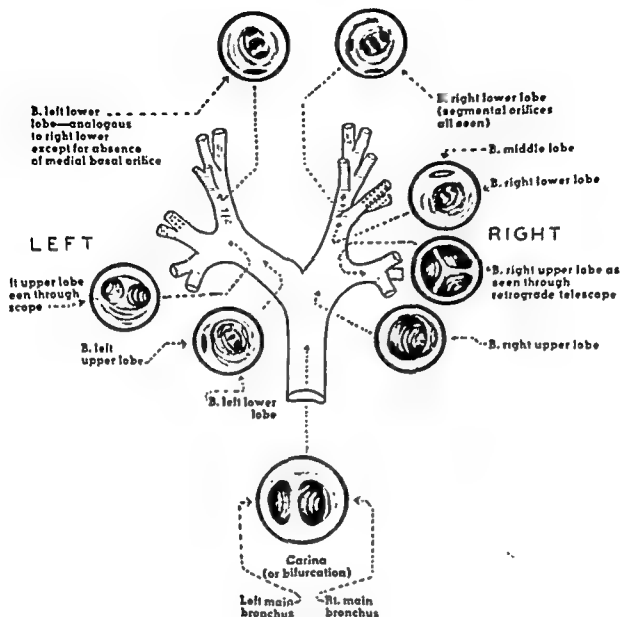 B. left lower
lobe—analogous
to right lower
except for absence
of medial basal orifice
right lower lobe
(segmental orifices
all seen)
B. middle lobe
B. right lower lobe
LEFT
RIGHT
upper lobe
through
scope
B. right upper lobe as
seen through
retrograde telescope
B. left
upper lobe
B. right upper lobe
B. left lower
lobe
Carina
(or bifurcation)
Left main
bronchus
Rt. main
bronchus